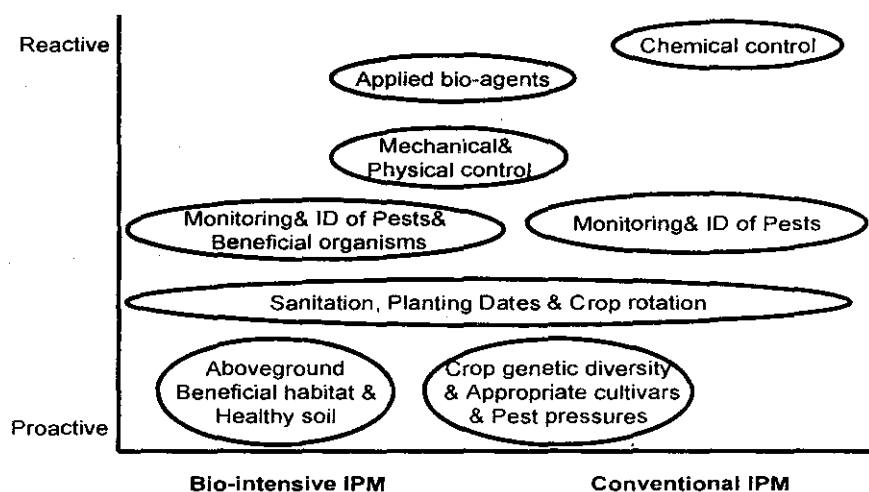 Reactive
Chemical control
Applied bio-agents
Mechanical&
Physical control
Monitoring& ID of Pests&
Beneficial organisms
Monitoring& ID of Pests
Sanitation, Planting Dates & Crop rotation
Aboveground
Beneficial habitat &
Healthy soil
Crop genetic diversity
& Appropriate cultivars
& Pest pressures
Proactive
Bio-intensive IPM
Conventional IPM